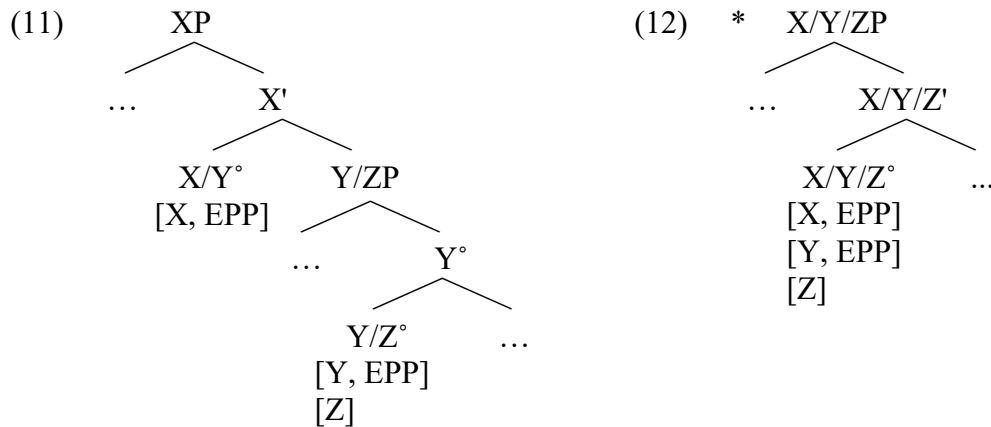 (11) XP (12) * X/Y/ZP
… X' … X/Y/Z'
X/Y˚ Y/ZP X/Y/Z˚ ...
[X, EPP] [X, EPP]
… Y˚ [Y, EPP]
[Z]
Y/Z˚ …
[Y, EPP]
[Z]